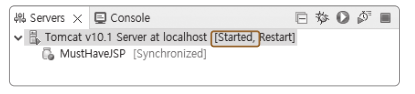 Servers Console
Tomcat v10.1 Server at localhost [Started, Restart]
MustHaveJSP [Synchronized]